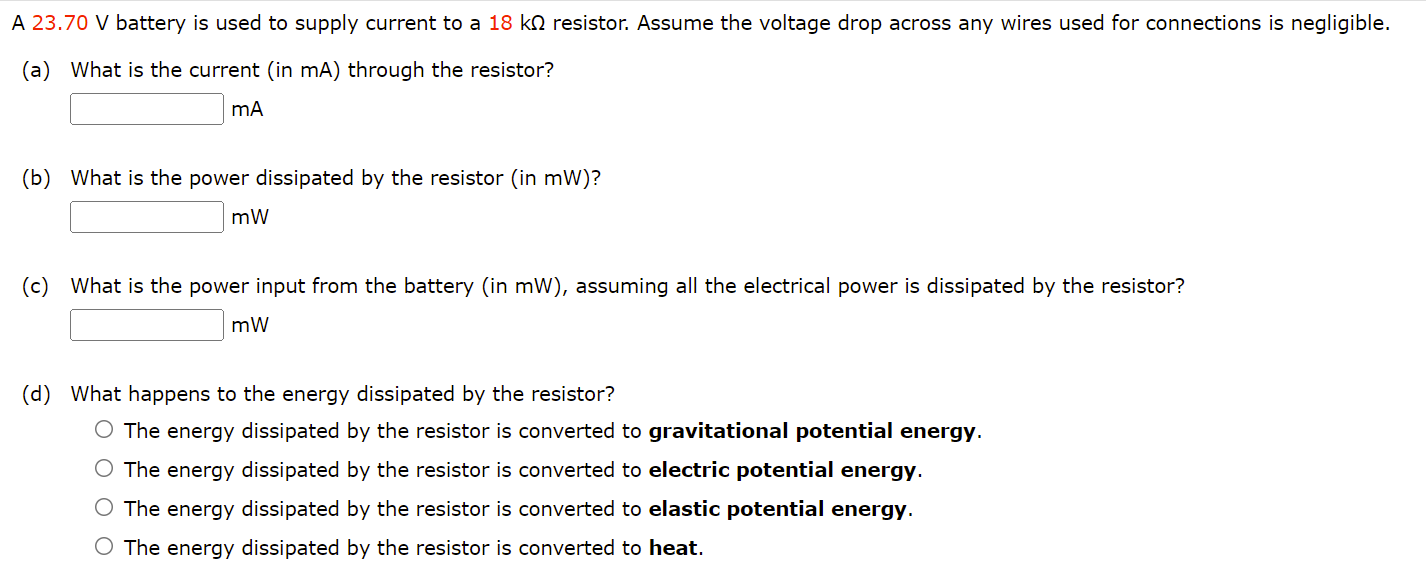 A 23.70 V battery is used to supply current to a 18 kΩ resistor. Assume the voltage drop across any wires used for connections is negligible.
(a) What is the current (in mA) through the resistor?
mA
(b) What is the power dissipated by the resistor (in mW)?
mW
(c) What is the power input from the battery (in mW), assuming all the electrical power is dissipated by the resistor?
mW
(d) What happens to the energy dissipated by the resistor?
The energy dissipated by the resistor is converted to gravitational potential energy.
The energy dissipated by the resistor is converted to electric potential energy.
The energy dissipated by the resistor is converted to elastic potential energy.
The energy dissipated by the resistor is converted to heat.